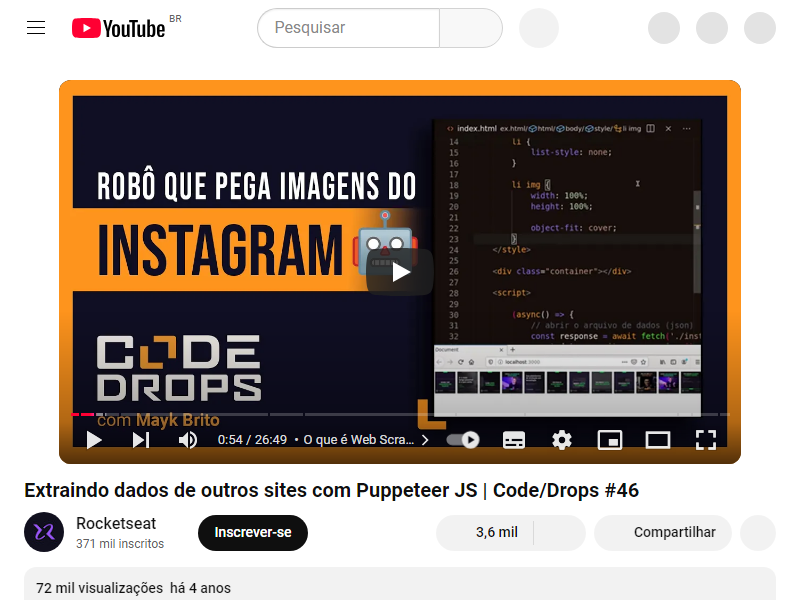 YouTube BR
Pesquisar
ROBÔ QUE PEGA IMAGENS DO
INSTAGRAM
CODE
DROPS
com Mayk Brito
index.html ex.html/html/body/style/li img
14 li {
15 list-style: none;
16 }
17
18 li img {
19 width: 100%;
20 height: 100%;
21
22 object-fit: cover;
23 }
24 </style>
25
26 <div class="container"></div>
27
28 <script>
29
30 (async() => {
31 // abrir o arquivo de dados (json)
32 const response = await fetch('./inst
Document
localhost:3000
0:54 / 26:49 • O que é Web Scra...
Extraindo dados de outros sites com Puppeteer JS | Code/Drops #46
Rocketseat
371 mil inscritos
Inscrever-se
3,6 mil
Compartilhar
72 mil visualizações há 4 anos